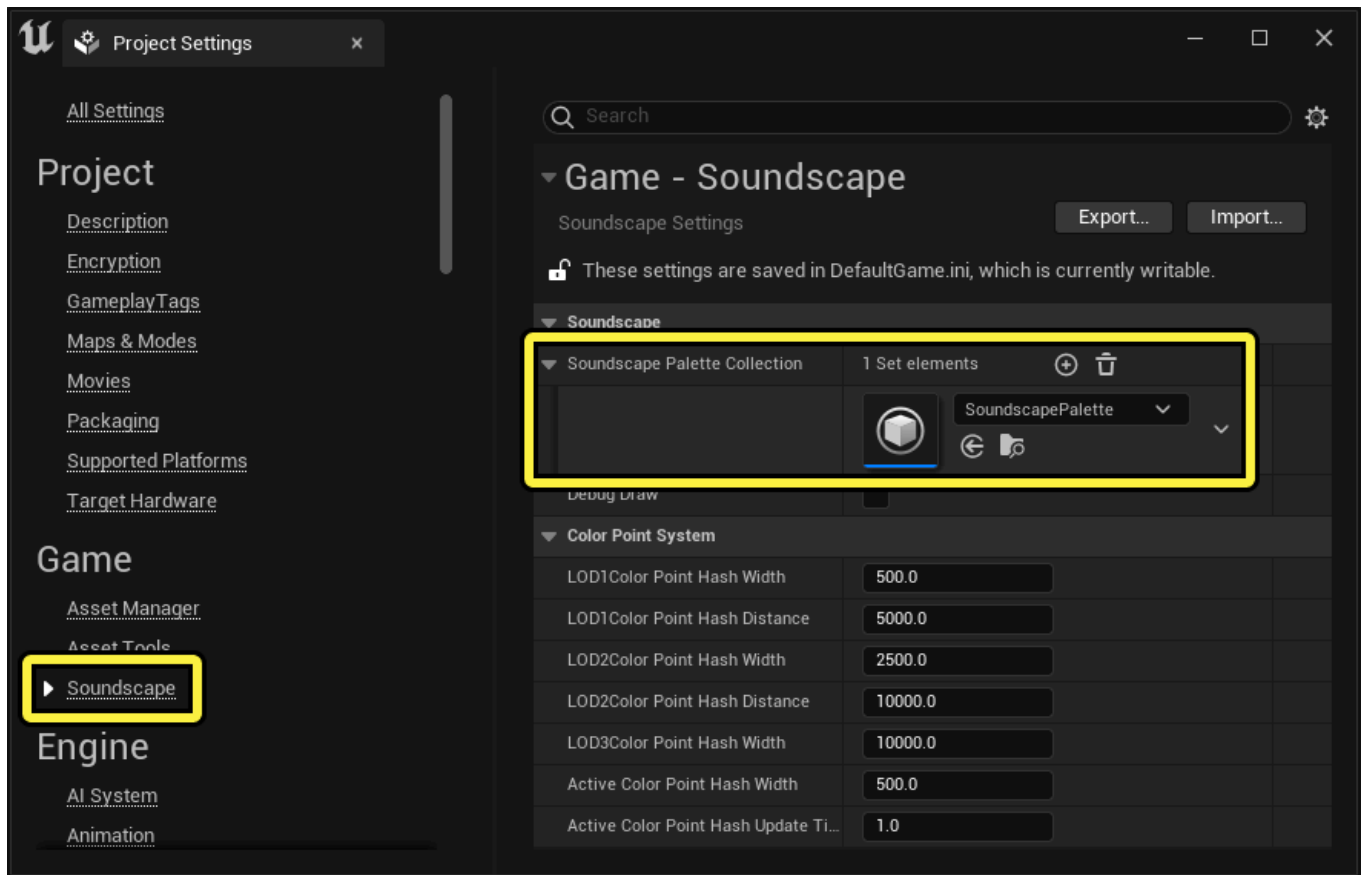 Project Settings
All Settings
Project
Description
Encryption
GameplayTags
Maps & Modes
Movies
Packaging
Supported Platforms
Target Hardware
Game
Asset Manager
Asset Tools
Soundscape
Engine
AI System
Animation
Search
Game - Soundscape
Soundscape Settings
Export...
Import...
These settings are saved in DefaultGame.ini, which is currently writable.
Soundscape
Soundscape Palette Collection 1 Set elements
SoundscapePalette
Debug Draw
Color Point System
LOD1Color Point Hash Width 500.0
LOD1Color Point Hash Distance 5000.0
LOD2Color Point Hash Width 2500.0
LOD2Color Point Hash Distance 10000.0
LOD3Color Point Hash Width 10000.0
Active Color Point Hash Width 500.0
Active Color Point Hash Update Ti... 1.0